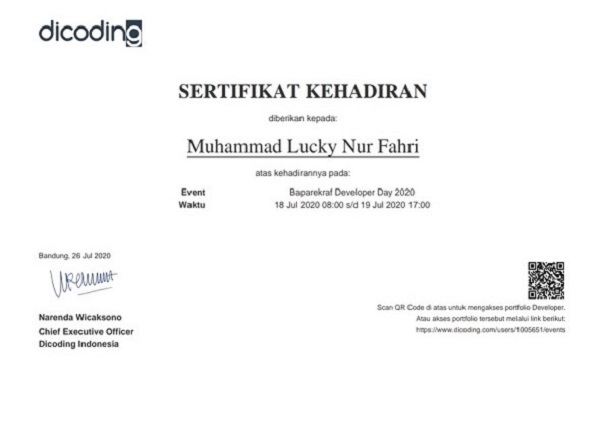 dicoding
SERTIFIKAT KEHADIRAN
diberikan kepada:
Muhammad Lucky Nur Fahri
atas kehadirannya pada:
Event Baparekraf Developer Day 2020
Waktu 18 Jul 2020 08:00 s/d 19 Jul 2020 17:00
Bandung, 26 Jul 2020
Narenda Wicaksono
Chief Executive Officer
Dicoding Indonesia
Scan QR Code di atas untuk mengakses portfolio Developer.
Atau akses portfolio tersebut melalui link berikut:
https://www.dicoding.com/users/1005651/events